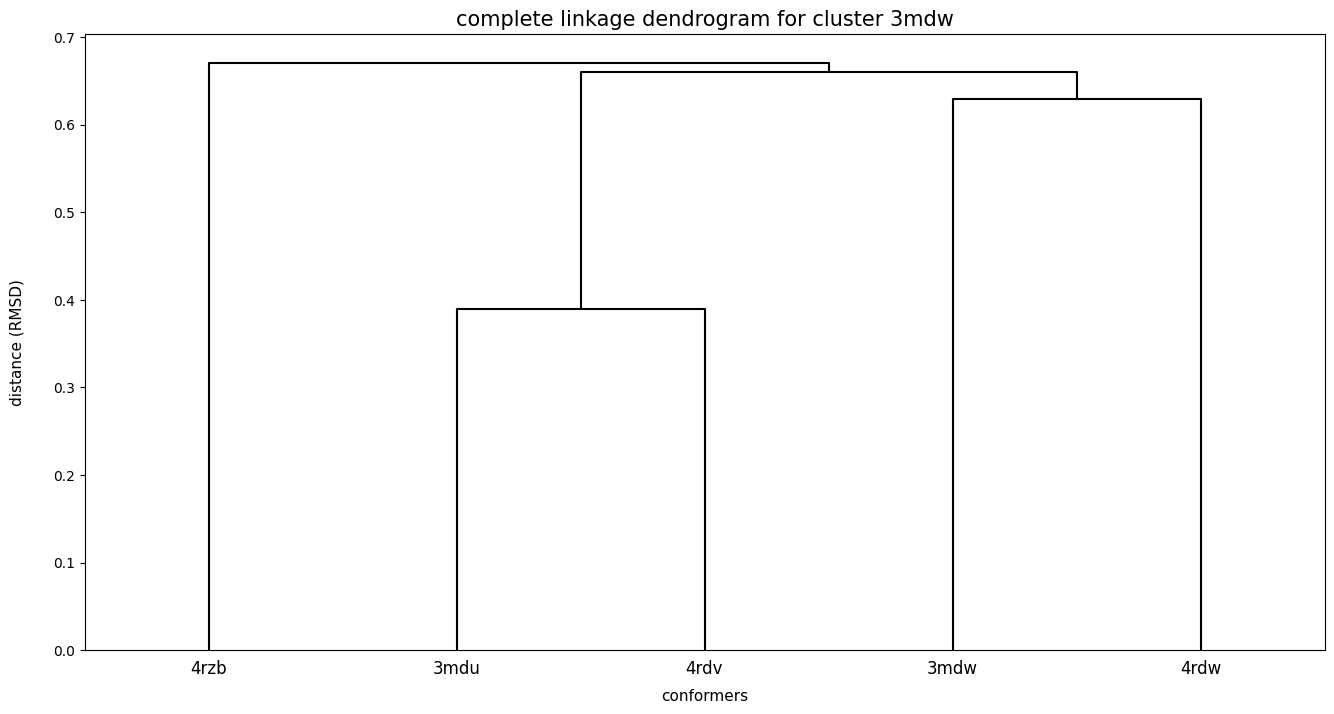 complete linkage dendrogram for cluster 3mdw
0.7
0.6
0.5
0.4
0.3
0.2
0.1
0.0
distance (RMSD)
4rzb 3mdu 4rdv 3mdw 4rdw
conformers